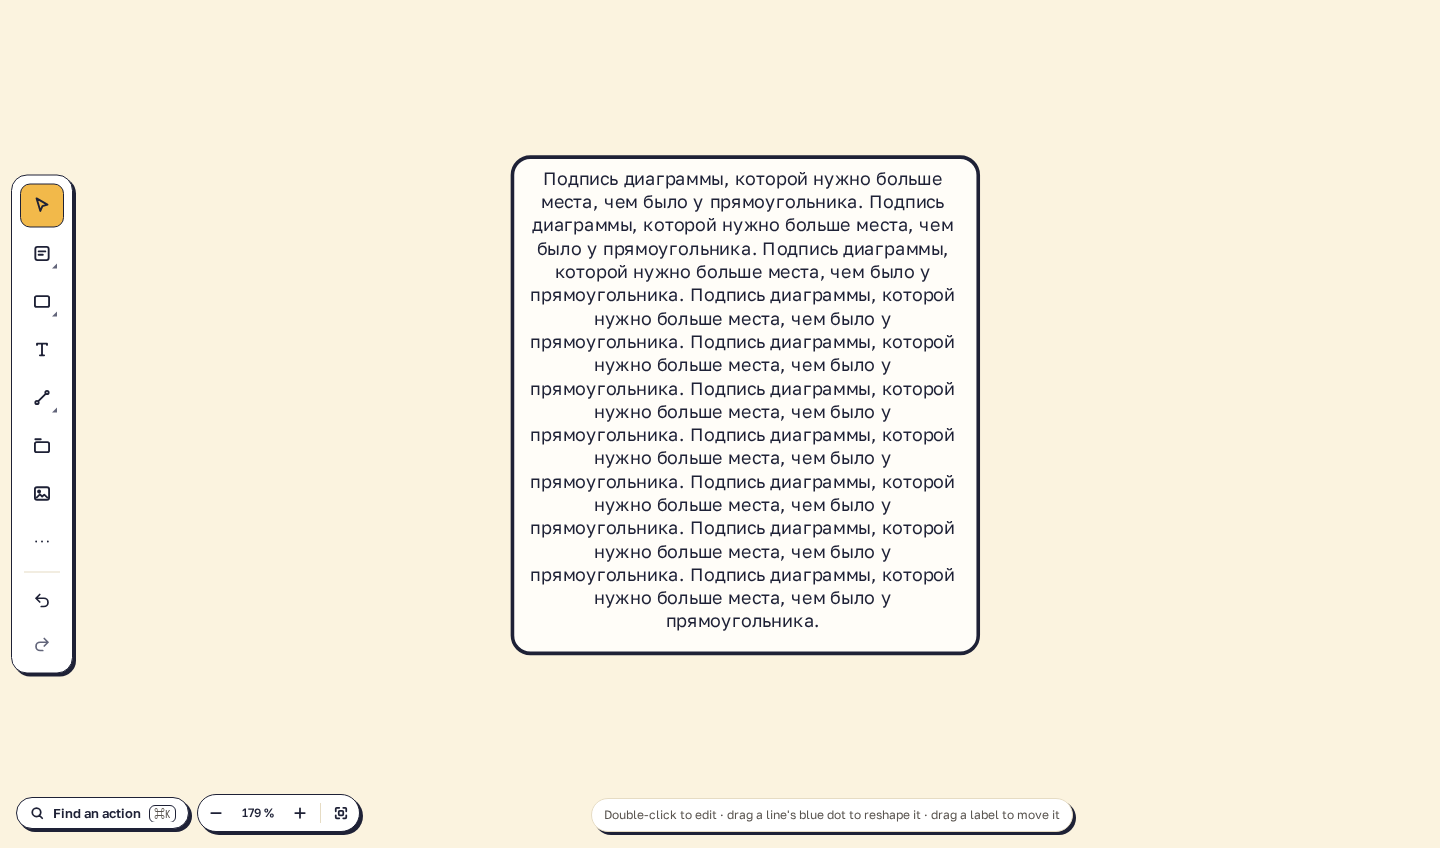 Подпись диаграммы, которой нужно больше
места, чем было у прямоугольника. Подпись
диаграммы, которой нужно больше места, чем
было у прямоугольника. Подпись диаграммы,
которой нужно больше места, чем было у
прямоугольника. Подпись диаграммы, которой
нужно больше места, чем было у
прямоугольника. Подпись диаграммы, которой
нужно больше места, чем было у
прямоугольника. Подпись диаграммы, которой
нужно больше места, чем было у
прямоугольника. Подпись диаграммы, которой
нужно больше места, чем было у
прямоугольника. Подпись диаграммы, которой
нужно больше места, чем было у
прямоугольника. Подпись диаграммы, которой
нужно больше места, чем было у
прямоугольника. Подпись диаграммы, которой
нужно больше места, чем было у
прямоугольника.
Find an action ⌘K
179 %
Double-click to edit · drag a line's blue dot to reshape it · drag a label to move it